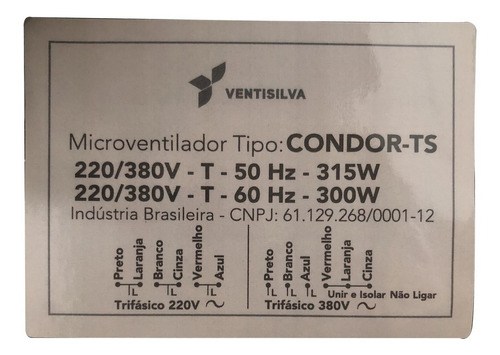 VENTISILVA
Microventilador Tipo: CONDOR-TS
220/380V - T - 50 Hz - 315W
220/380V - T - 60 Hz - 300W
Indústria Brasileira - CNPJ: 61.129.268/0001-12
Preto Laranja Branco Cinza Vermelho Azul
L L L
Trifásico 220V ~
Preto Branco Azul Vermelho Laranja Cinza
L L L Unir e Isolar Não Ligar
Trifásico 380V ~